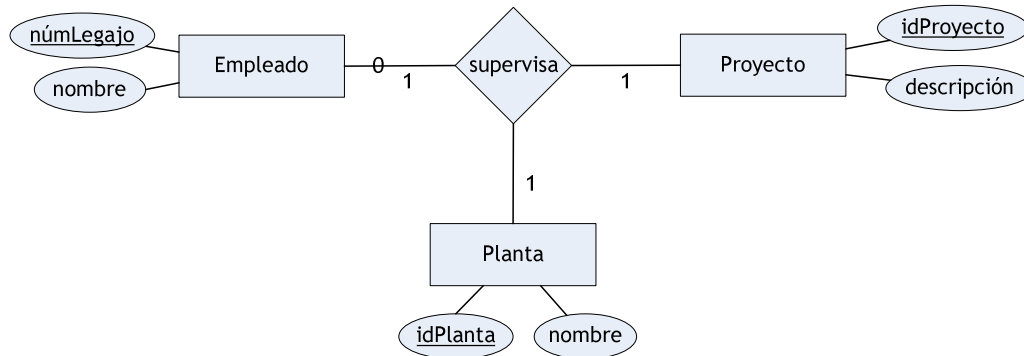 númLegajo
nombre
Empleado
0
1
supervisa
1
Proyecto
idProyecto
descripción
1
Planta
idPlanta
nombre